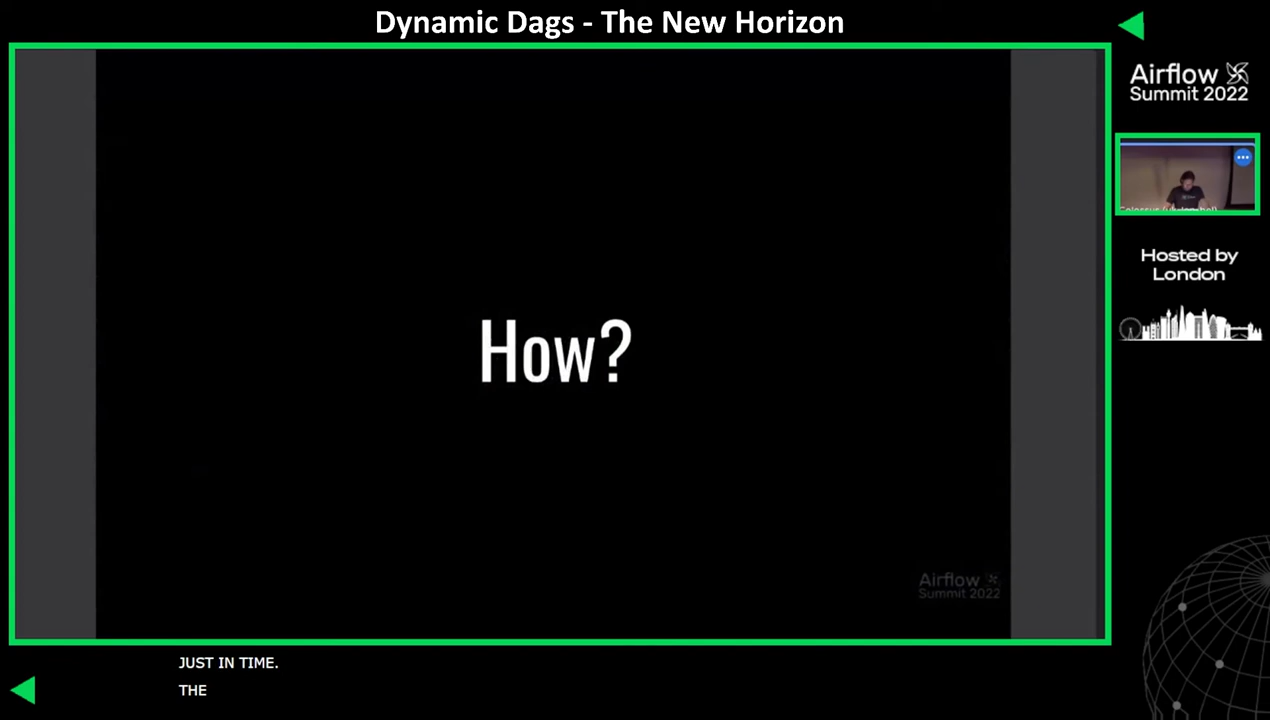 Dynamic Dags - The New Horizon
Airflow
Summit 2022
How?
Hosted by
London
Airflow
Summit 2022
JUST IN TIME.
THE